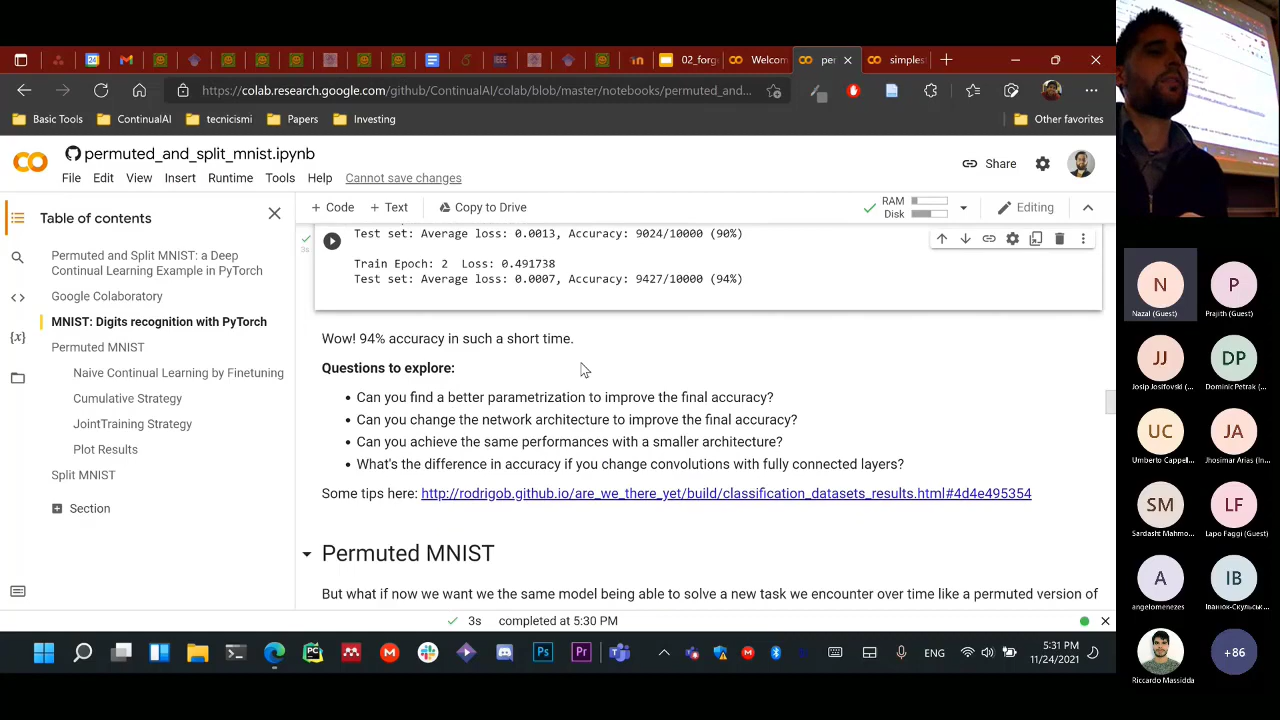 02_forg
Welcom
per
simples
https://colab.research.google.com/github/ContinualAI/colab/blob/master/notebooks/permuted_and_...
Basic Tools
ContinualAI
tecnicismi
Papers
Investing
Other favorites
permuted_and_split_mnist.ipynb
Share
File Edit View Insert Runtime Tools Help Cannot save changes
Table of contents
+ Code + Text Copy to Drive
RAM
Disk
Editing
Permuted and Split MNIST: a Deep
Continual Learning Example in PyTorch
Google Colaboratory
MNIST: Digits recognition with PyTorch
Permuted MNIST
Naive Continual Learning by Finetuning
Cumulative Strategy
JointTraining Strategy
Plot Results
Split MNIST
Section
3s
Test set: Average loss: 0.0013, Accuracy: 9024/10000 (90%)
Train Epoch: 2 Loss: 0.491738
Test set: Average loss: 0.0007, Accuracy: 9427/10000 (94%)
Wow! 94% accuracy in such a short time.
Questions to explore:
• Can you find a better parametrization to improve the final accuracy?
• Can you change the network architecture to improve the final accuracy?
• Can you achieve the same performances with a smaller architecture?
• What's the difference in accuracy if you change convolutions with fully connected layers?
Some tips here: http://rodrigob.github.io/are_we_there_yet/build/classification_datasets_results.html#4d4e495354
Permuted MNIST
But what if now we want we the same model being able to solve a new task we encounter over time like a permuted version of
3s completed at 5:30 PM
ENG
5:31 PM
11/24/2021
N
Nazal (Guest)
P
Prajith (Guest)
JJ
Josip Josifovski (...
DP
Dominic Petrak (...
UC
Umberto Cappell...
JA
Jhosimar Arias (...
SM
Sardasht Mahmo...
LF
Lapo Faggi (Guest)
A
angelomenezes
IB
Іванюк-Скульськ...
Riccardo Massidda
+86